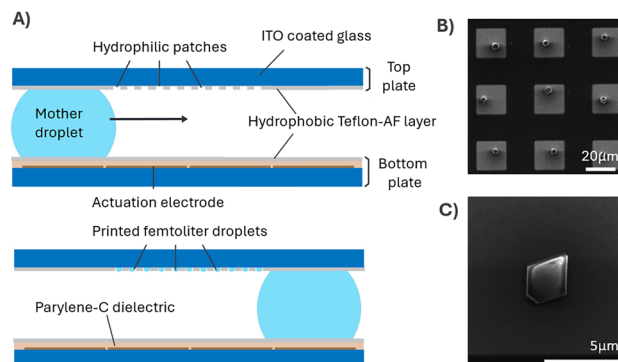 A)
Hydrophilic patches
ITO coated glass
Top
plate
Mother
droplet
Hydrophobic Teflon-AF layer
Bottom
plate
Actuation electrode
Printed femtoliter droplets
Parylene-C dielectric
B)
20µm
C)
5µm